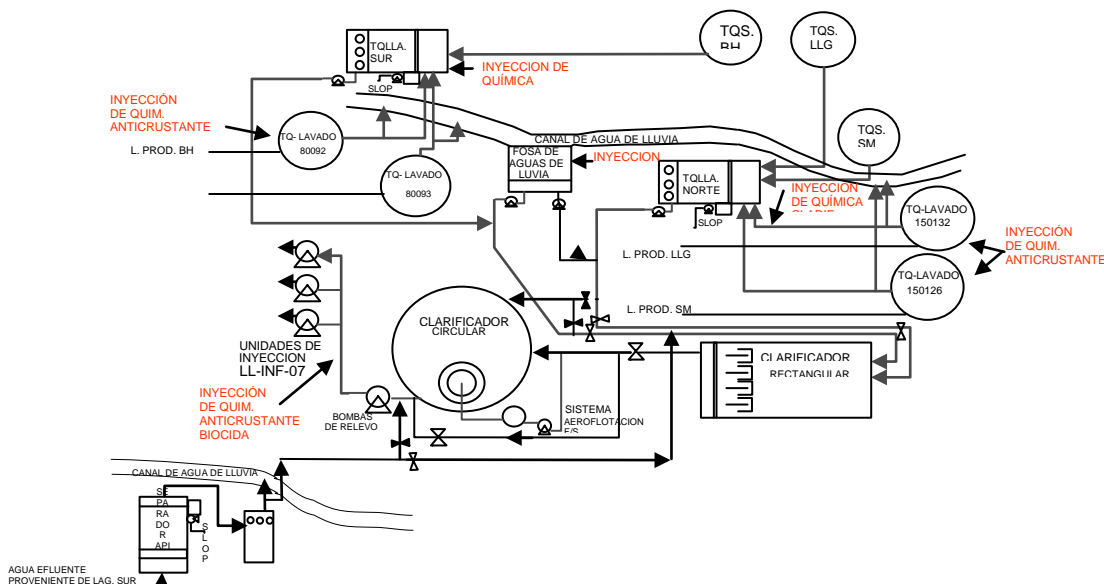 TQS.
BH
TQS.
LLG
TQLLA.
SUR
INYECCION DE
QUÍMICA
SLOP
INYECCIÓN
DE QUIM.
ANTICRUSTANTE
TQ- LAVADO
80092
L. PROD. BH
TQS.
SM
CANAL DE AGUA DE LLUVIA
FOSA DE
AGUAS DE
LUVIA
INYECCION
TQLLA.
NORTE
TQ- LAVADO
80093
INYECCION
DE QUÍMICA
SLOP
TQ-LAVADO
150132
INYECCIÓN
DE QUIM.
ANTICRUSTANTE
L. PROD. LLG
TQ-LAVADO
150126
L. PROD. SM
CLARIFICADOR
CIRCULAR
UNIDADES DE
INYECCION
LL-INF-07
CLARIFICADOR
RECTANGULAR
INYECCIÓN
DE QUIM.
ANTICRUSTANTE
BIOCIDA
BOMBAS
DE RELEVO
SISTEMA
AEROFLOTACION
E/S
CANAL DE AGUA DE LLUVIA
SE
PA
RA
DO
R
API
S
L
O
P
AGUA EFLUENTE
PROVENIENTE DE LAG. SUR